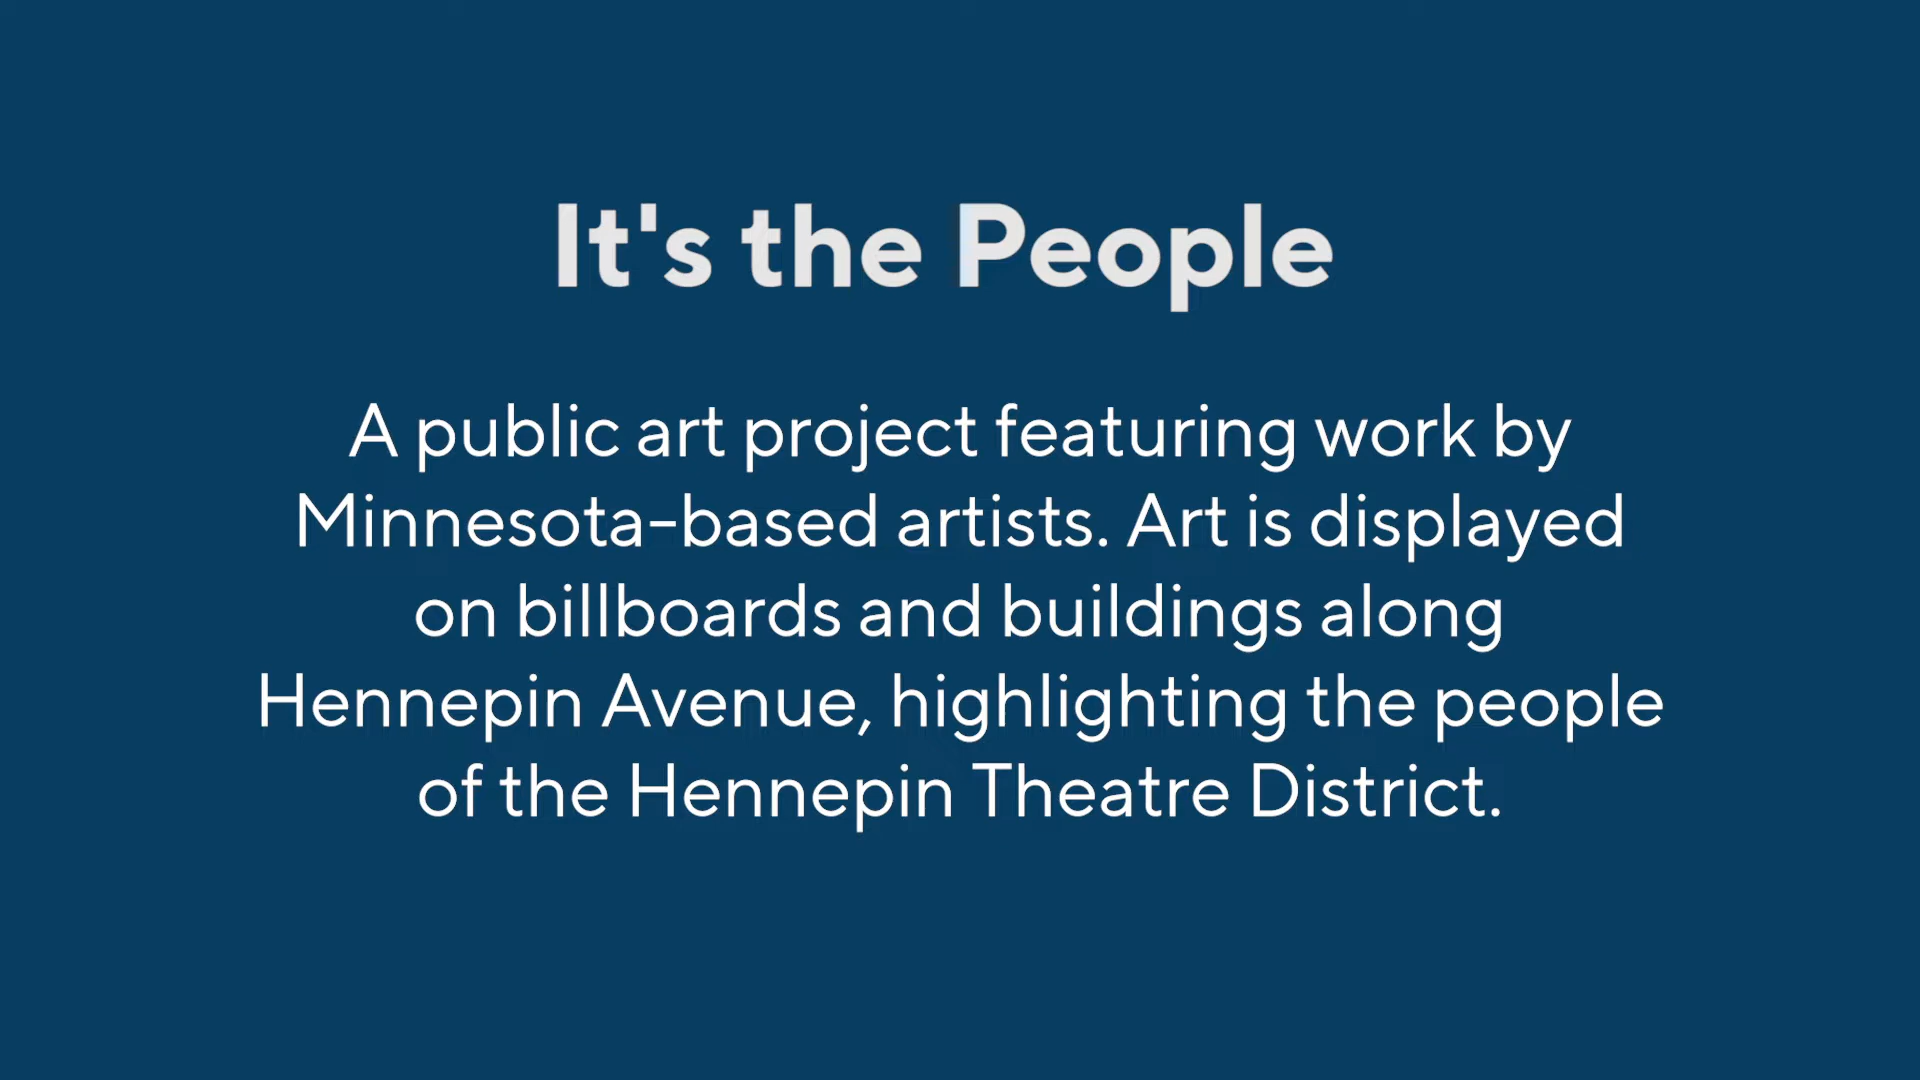 It's the People
A public art project featuring work by
Minnesota-based artists. Art is displayed
on billboards and buildings along
Hennepin Avenue, highlighting the people
of the Hennepin Theatre District.